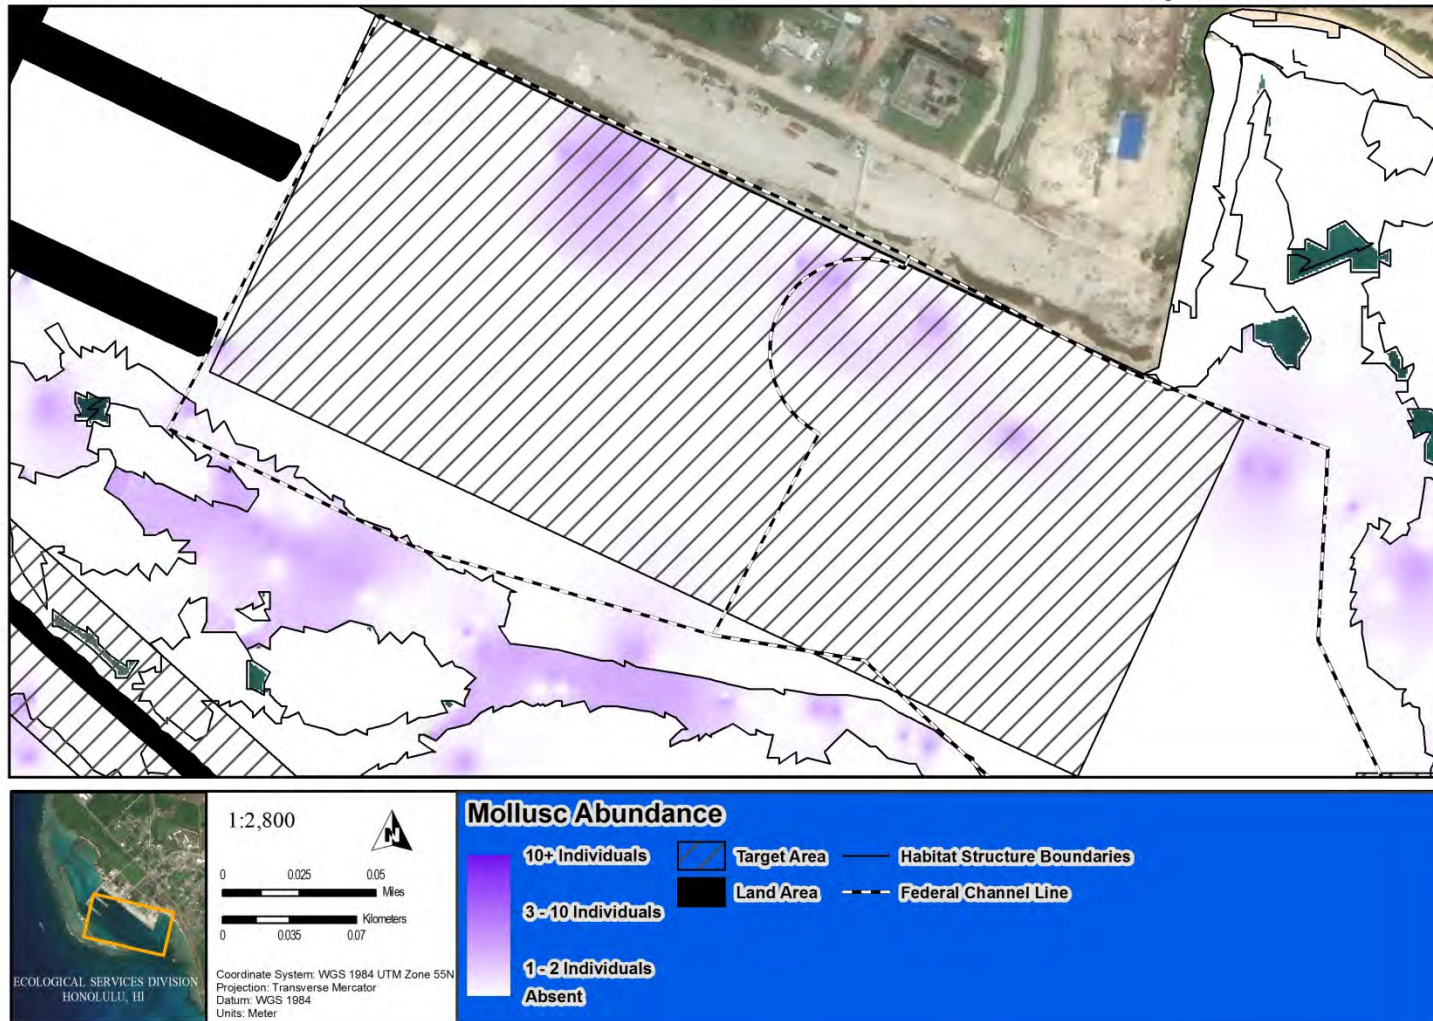 ECOLOGICAL SERVICES DIVISION
HONOLULU, HI
1:2,800
N
0 0.025 0.05
Miles
Kilometers
0 0.035 0.07
Coordinate System: WGS 1984 UTM Zone 55N
Projection: Transverse Mercator
Datum: WGS 1984
Units: Meter
Mollusc Abundance
10+ Individuals
3 - 10 Individuals
1 - 2 Individuals
Absent
Target Area
Land Area
Habitat Structure Boundaries
Federal Channel Line